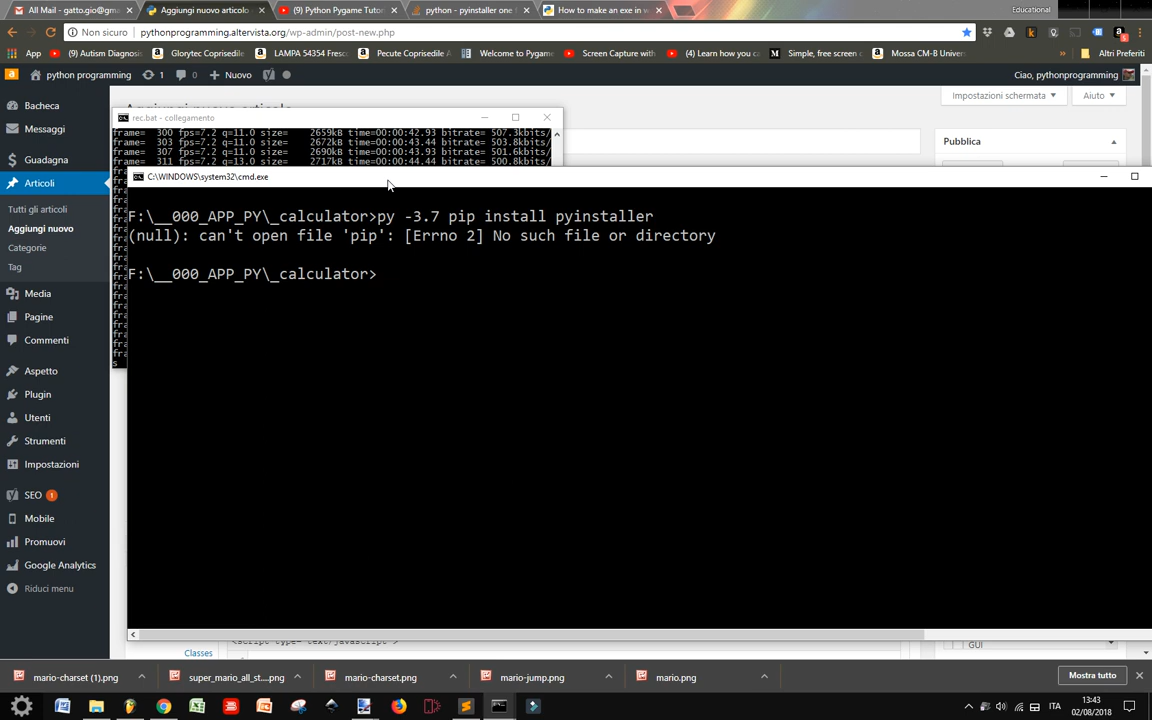 All Mail - gatto.gio@gma
Aggiungi nuovo articolo
(9) Python Pygame Tutor
python - pyinstaller one
How to make an exe in
Educational
Non sicuro
pythonprogramming.altervista.org/wp-admin/post-new.php
App
(9) Autism Diagnosis
Glorytec Coprisedile
LAMPA 54354 Fresco
Pecute Coprisedile A
Welcome to Pygame
Screen Capture with
(4) Learn how you ca
Simple, free screen
Mossa CM-B Univers
»
Altri Preferiti
python programming
1
0
Nuovo
Ciao, pythonprogramming
Bacheca
Messaggi
Guadagna
Articoli
Tutti gli articoli
Aggiungi nuovo
Categorie
Tag
Media
Pagine
Commenti
Aspetto
Plugin
Utenti
Strumenti
Impostazioni
SEO 1
Mobile
Promuovi
Google Analytics
Riduci menu
Aggiungi nuovo articolo
Impostazioni schermata
Aiuto
Pubblica
rec.bat - collegamento
frame= 300 fps=7.2 q=11.0 size= 2659kB time=00:00:42.93 bitrate= 507.3kbits/
frame= 303 fps=7.2 q=11.0 size= 2672kB time=00:00:43.44 bitrate= 503.8kbits/
frame= 307 fps=7.2 q=11.0 size= 2690kB time=00:00:43.93 bitrate= 501.6kbits/
frame= 311 fps=7.2 q=13.0 size= 2717kB time=00:00:44.44 bitrate= 500.8kbits/
C:\WINDOWS\system32\cmd.exe
F:\__000_APP_PY\_calculator>py -3.7 pip install pyinstaller
(null): can't open file 'pip': [Errno 2] No such file or directory
F:\__000_APP_PY\_calculator>
Classes
GUI
mario-charset (1).png
super_mario_all_st....png
mario-charset.png
mario-jump.png
mario.png
Mostra tutto
ITA
13:43
02/08/2018